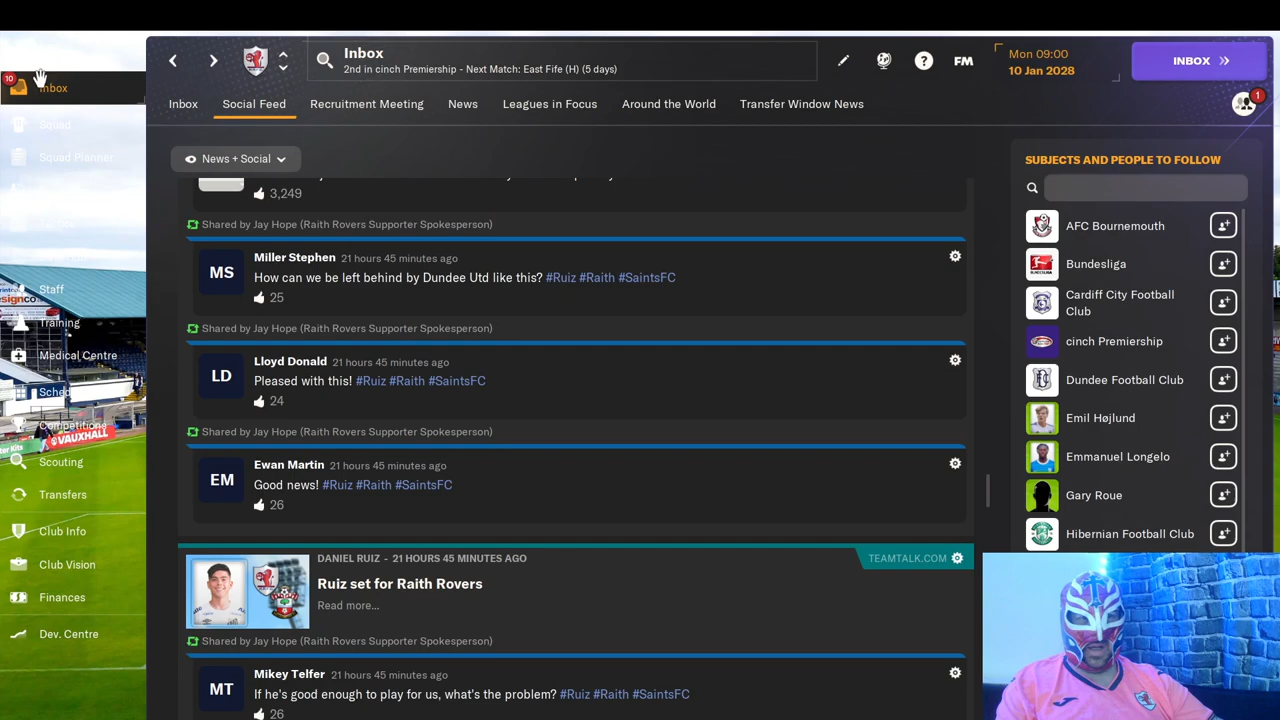 Inbox
2nd in cinch Premiership - Next Match: East Fife (H) (5 days)
FM
Mon 09:00
10 Jan 2028
INBOX
10
Inbox
Squad
Squad Planner
Staff
Training
Medical Centre
Sched
Competitions
Scouting
Transfers
Club Info
Club Vision
Finances
Dev. Centre
VAUXHALL
Inbox
Social Feed
Recruitment Meeting
News
Leagues in Focus
Around the World
Transfer Window News
1
News + Social
3,249
Shared by Jay Hope (Raith Rovers Supporter Spokesperson)
MS
Miller Stephen 21 hours 45 minutes ago
How can we be left behind by Dundee Utd like this? #Ruiz #Raith #SaintsFC
25
Shared by Jay Hope (Raith Rovers Supporter Spokesperson)
LD
Lloyd Donald 21 hours 45 minutes ago
Pleased with this! #Ruiz #Raith #SaintsFC
24
Shared by Jay Hope (Raith Rovers Supporter Spokesperson)
EM
Ewan Martin 21 hours 45 minutes ago
Good news! #Ruiz #Raith #SaintsFC
26
DANIEL RUIZ - 21 HOURS 45 MINUTES AGO
TEAMTALK.COM
Ruiz set for Raith Rovers
Read more...
Shared by Jay Hope (Raith Rovers Supporter Spokesperson)
MT
Mikey Telfer 21 hours 45 minutes ago
If he's good enough to play for us, what's the problem? #Ruiz #Raith #SaintsFC
26
SUBJECTS AND PEOPLE TO FOLLOW
AFC Bournemouth
Bundesliga
Cardiff City Football
Club
cinch Premiership
Dundee Football Club
Emil Højlund
Emmanuel Longelo
Gary Roue
Hibernian Football Club